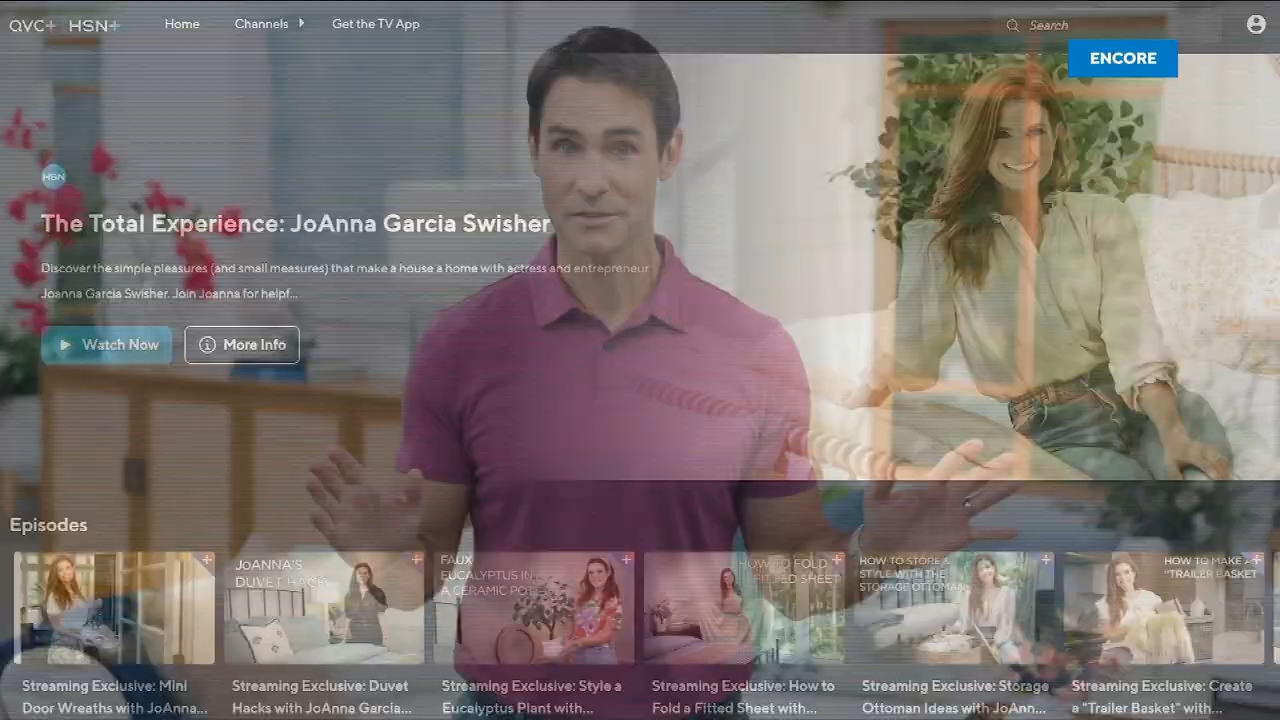 QVC+ HSN+
Home
Channels
Get the TV App
Search
ENCORE
HSN
The Total Experience: JoAnna Garcia Swisher
Discover the simple pleasures (and small measures) that make a house a home with actress and entrepreneur
Joanna Garcia Swisher. Join Joanna for helpf...
Watch Now
More Info
Episodes
JoANNA'S
DUVET HACK
FAUX
EUCALYPTUS IN
A CERAMIC POT
HOW TO FOLD A
FITTED SHEET
HOW TO STORE &
STYLE WITH THE
STORAGE OTTOMAN
HOW TO MAKE A
"TRAILER BASKET
Streaming Exclusive: Mini
Door Wreaths with JoAnna...
Streaming Exclusive: Duvet
Hacks with JoAnna Garcia...
Streaming Exclusive: Style a
Eucalyptus Plant with...
Streaming Exclusive: How to
Fold a Fitted Sheet with...
Streaming Exclusive: Storage
Ottoman Ideas with JoAnn...
Streaming Exclusive: Create
a "Trailer Basket" with...